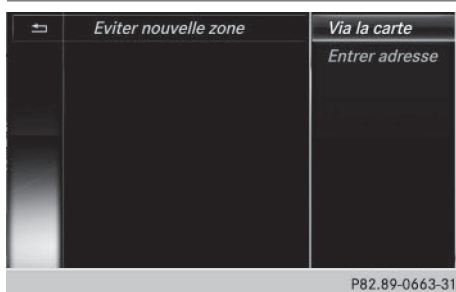 Eviter nouvelle zone
Via la carte
Entrer adresse
P82.89-0663-31